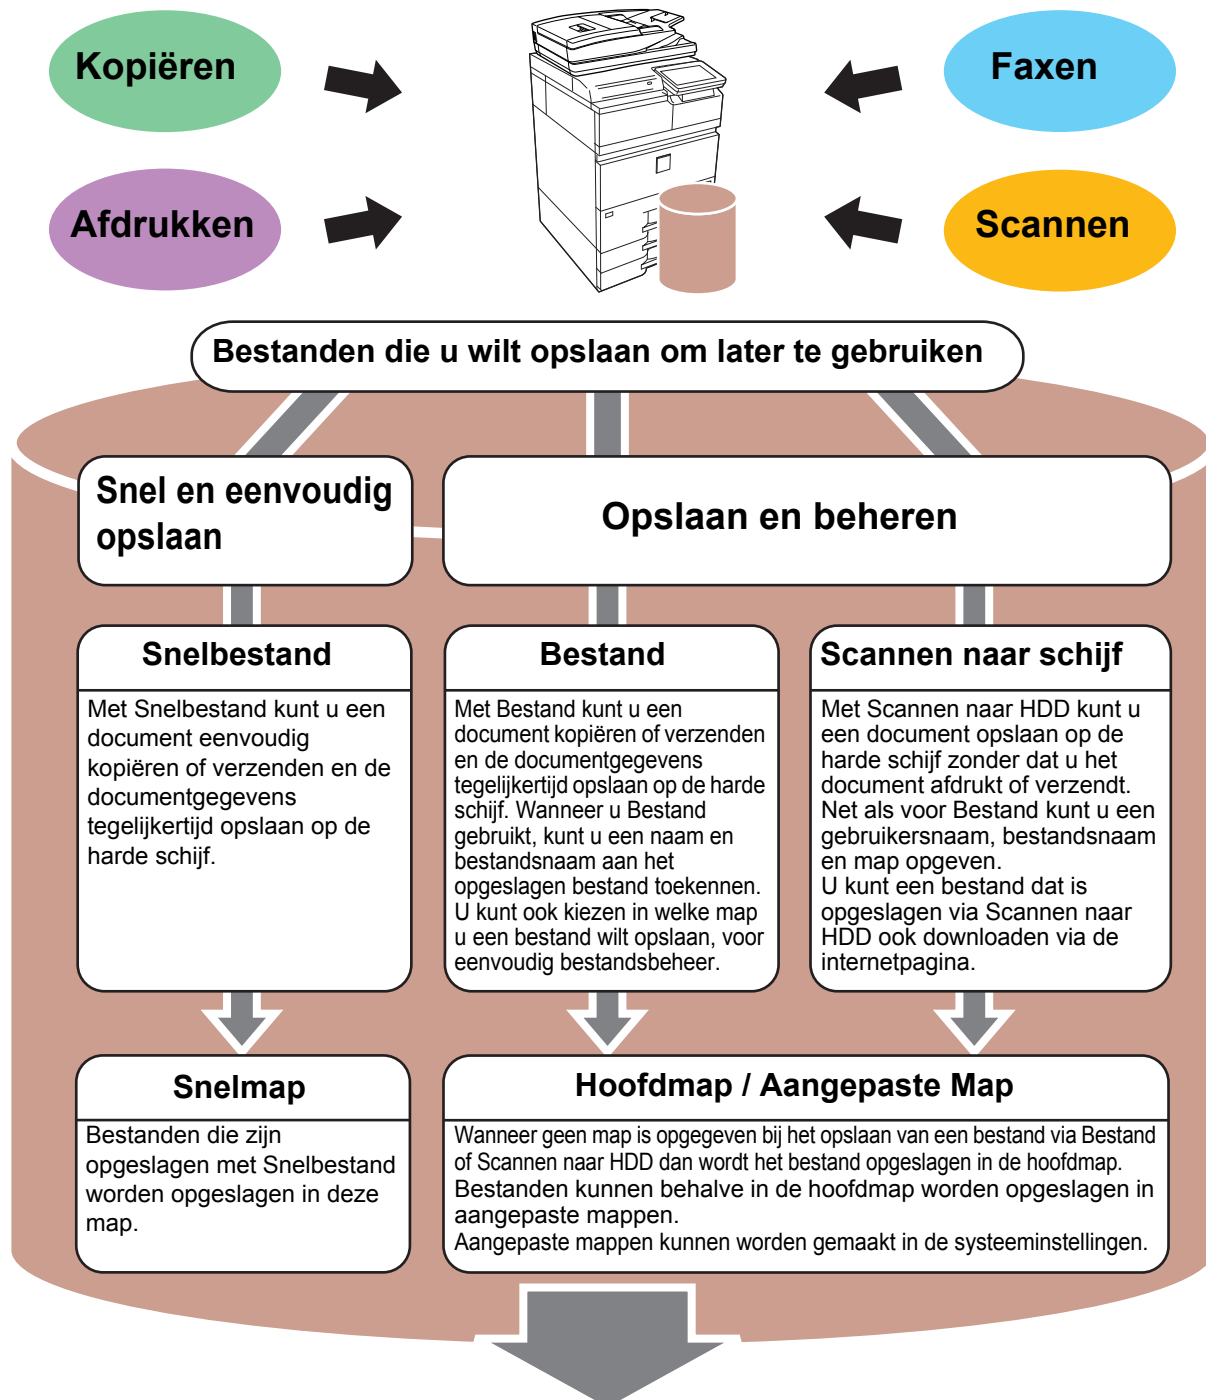 Kopiëren
Faxen
Afdrukken
Scannen
Bestanden die u wilt opslaan om later te gebruiken
Snel en eenvoudig
opslaan
Opslaan en beheren
Snelbestand
Met Snelbestand kunt u een
document eenvoudig
kopiëren of verzenden en de
documentgegevens
tegelijkertijd opslaan op de
harde schijf.
Bestand
Met Bestand kunt u een
document kopiëren of verzenden
en de documentgegevens
tegelijkertijd opslaan op de harde
schijf. Wanneer u Bestand
gebruikt, kunt u een naam en
bestandsnaam aan het
opgeslagen bestand toekennen.
U kunt ook kiezen in welke map
u een bestand wilt opslaan, voor
eenvoudig bestandsbeheer.
Scannen naar schijf
Met Scannen naar HDD kunt u
een document opslaan op de
harde schijf zonder dat u het
document afdrukt of verzendt.
Net als voor Bestand kunt u een
gebruikersnaam, bestandsnaam
en map opgeven.
U kunt een bestand dat is
opgeslagen via Scannen naar
HDD ook downloaden via de
internetpagina.
Snelmap
Bestanden die zijn
opgeslagen met Snelbestand
worden opgeslagen in deze
map.
Hoofdmap / Aangepaste Map
Wanneer geen map is opgegeven bij het opslaan van een bestand via Bestand
of Scannen naar HDD dan wordt het bestand opgeslagen in de hoofdmap.
Bestanden kunnen behalve in de hoofdmap worden opgeslagen in
aangepaste mappen.
Aangepaste mappen kunnen worden gemaakt in de systeeminstellingen.